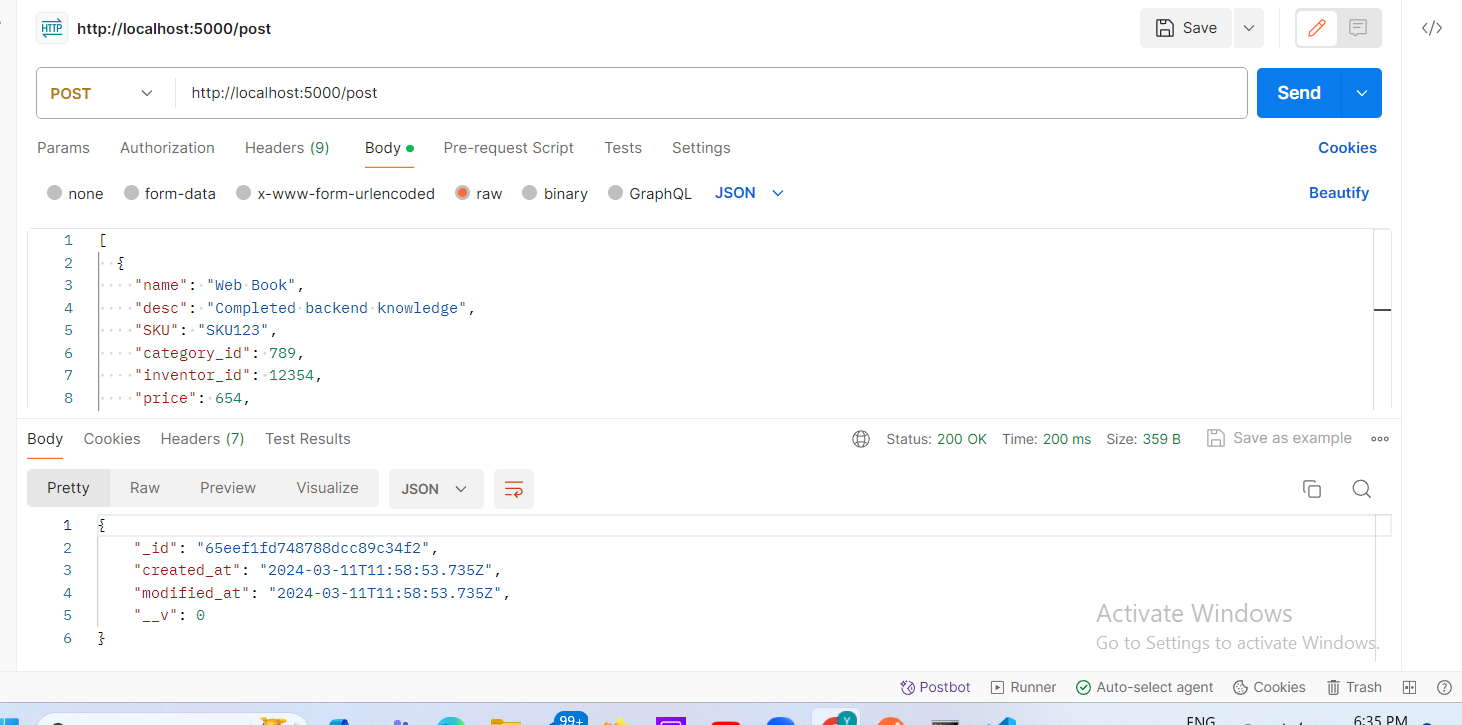 HTTP http://localhost:5000/post Save </>
POST http://localhost:5000/post Send
Params Authorization Headers (9) Body Pre-request Script Tests Settings Cookies
none form-data x-www-form-urlencoded raw binary GraphQL JSON Beautify
1 [
2 {
3 "name": "Web Book",
4 "desc": "Completed backend knowledge",
5 "SKU": "SKU123",
6 "category_id": 789,
7 "inventor_id": 12354,
8 "price": 654,
Body Cookies Headers (7) Test Results Status: 200 OK Time: 200 ms Size: 359 B Save as example
Pretty Raw Preview Visualize JSON
1 {
2 "_id": "65eef1fd748788dcc89c34f2",
3 "created_at": "2024-03-11T11:58:53.735Z",
4 "modified_at": "2024-03-11T11:58:53.735Z",
5 "__v": 0
6 }
Activate Windows
Go to Settings to activate Windows.
Postbot Runner Auto-select agent Cookies Trash
99+ Y ENG 6:35 PM